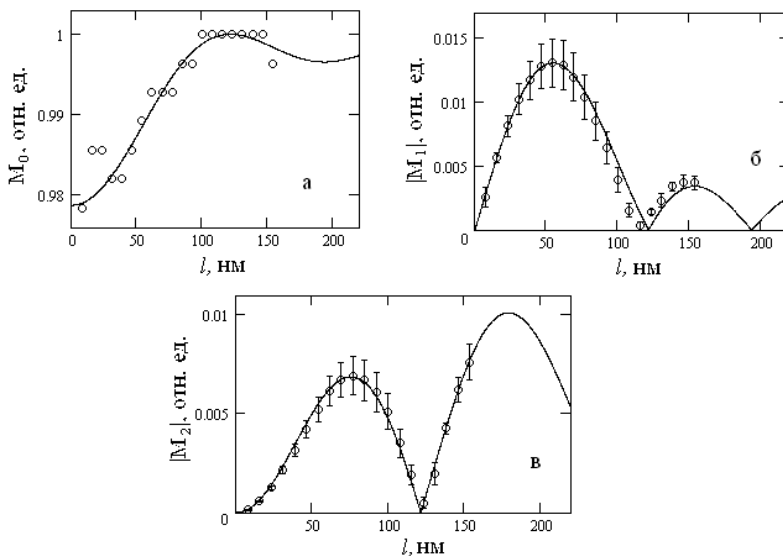 1
0.99
0.98
M₀, отн. ед.
0 50 100 150 200
l, нм
а
0.015
0.01
0.005
0
|M₁|, отн. ед.
50 100 150 200
l, нм
б
0.01
0.005
0
|M₂|, отн. ед.
50 100 150 200
l, нм
в